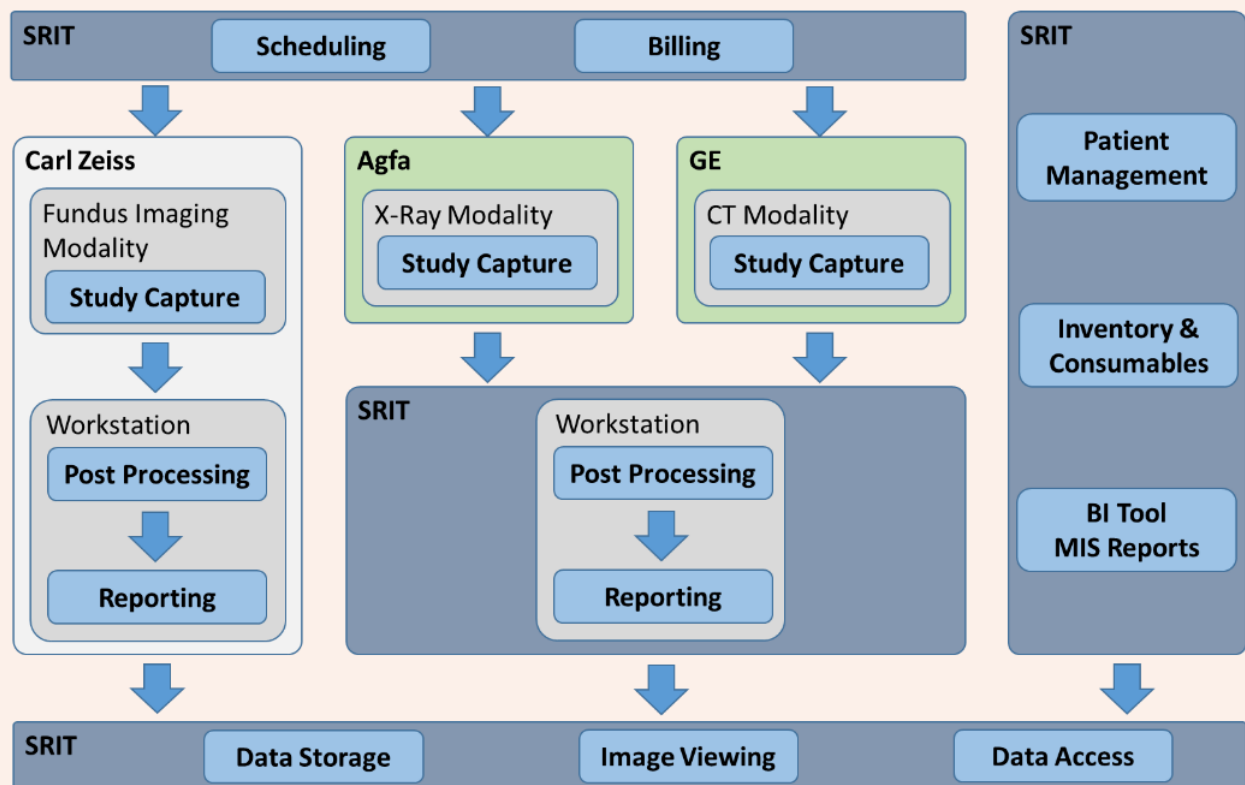 SRIT
Scheduling
Billing
Carl Zeiss
Fundus Imaging
Modality
Study Capture
Workstation
Post Processing
Reporting
Agfa
X-Ray Modality
Study Capture
GE
CT Modality
Study Capture
SRIT
Workstation
Post Processing
Reporting
SRIT
Patient
Management
Inventory &
Consumables
BI Tool
MIS Reports
SRIT
Data Storage
Image Viewing
Data Access